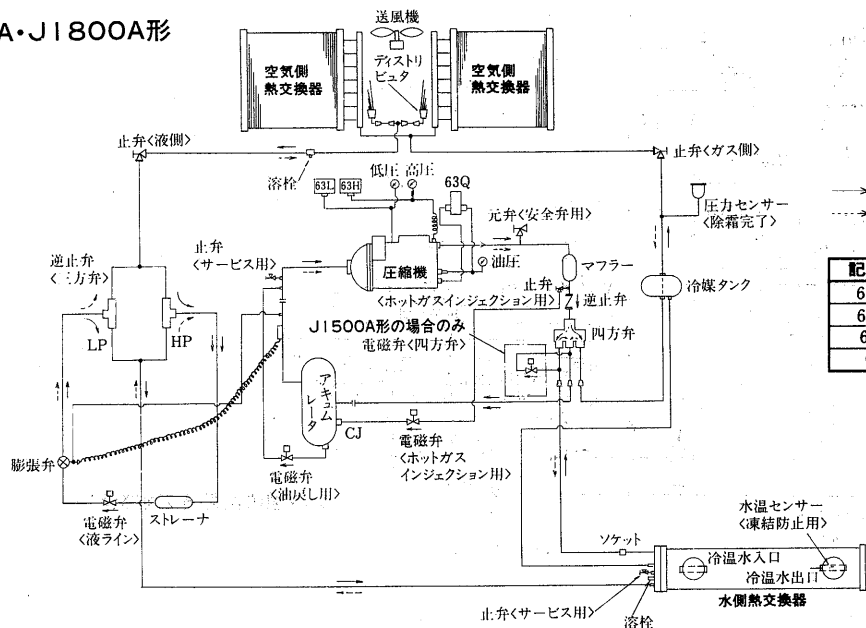 A・J1800A形
送風機
ディストリ
ビュタ
空気側
熱交換器
空気側
熱交換器
止弁<液側>
溶栓
低圧 高圧
63L
63H
63Q
止弁<ガス側>
圧力センサー
<除霜完了>
元弁<安全弁用>
油圧
圧縮機
マフラー
止弁
<サービス用>
逆止弁
<三方弁>
LP
HP
止弁
<ホットガスインジェクション用>
逆止弁
冷媒タンク
J1500A形の場合のみ
電磁弁<四方弁>
四方弁
アキュム
レータ
CJ
電磁弁
<ホットガス
インジェクション用>
電磁弁
<油戻し用>
膨張弁
電磁弁
<液ライン>
ストレーナ
ソケット
水温センサー
<凍結防止用>
冷温水入口
冷温水出口
水側熱交換器
止弁<サービス用>
溶栓
記
6
6
6